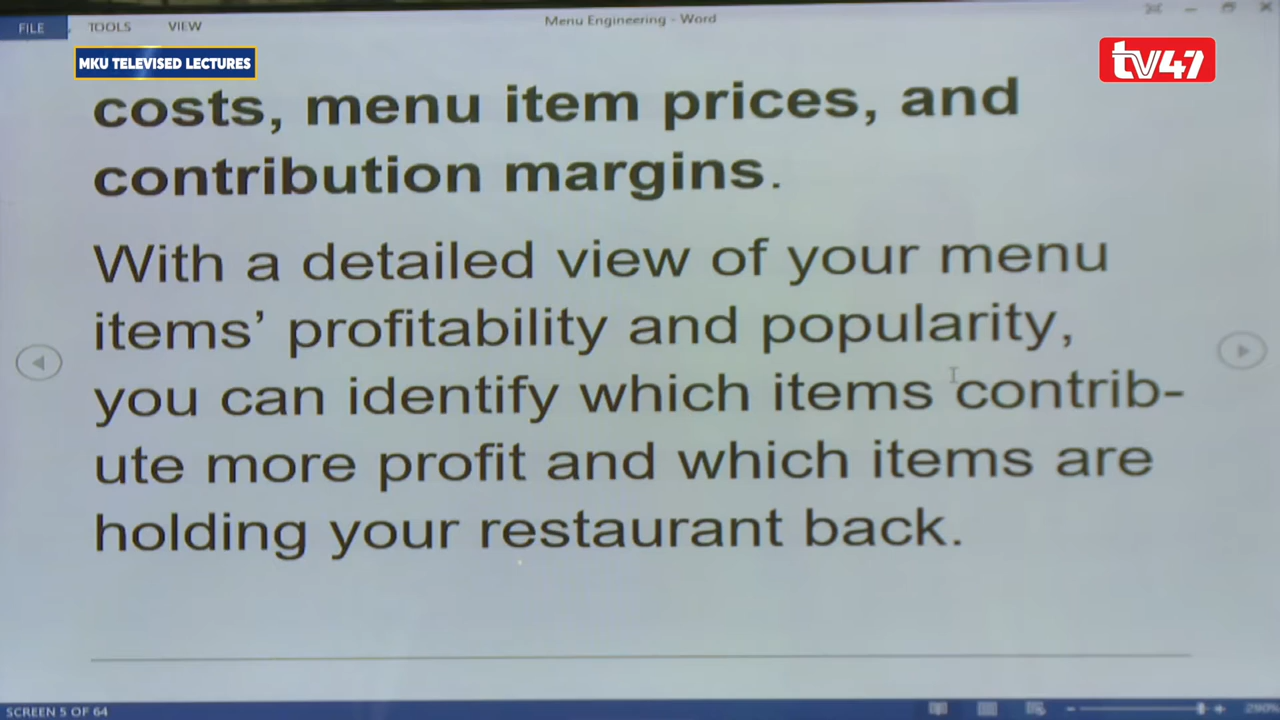 Menu Engineering - Word
FILE TOOLS VIEW
MKU TELEVISED LECTURES
tv47
costs, menu item prices, and
contribution margins.
With a detailed view of your menu
items’ profitability and popularity,
you can identify which items contrib-
ute more profit and which items are
holding your restaurant back.
SCREEN 5 OF 64
290%